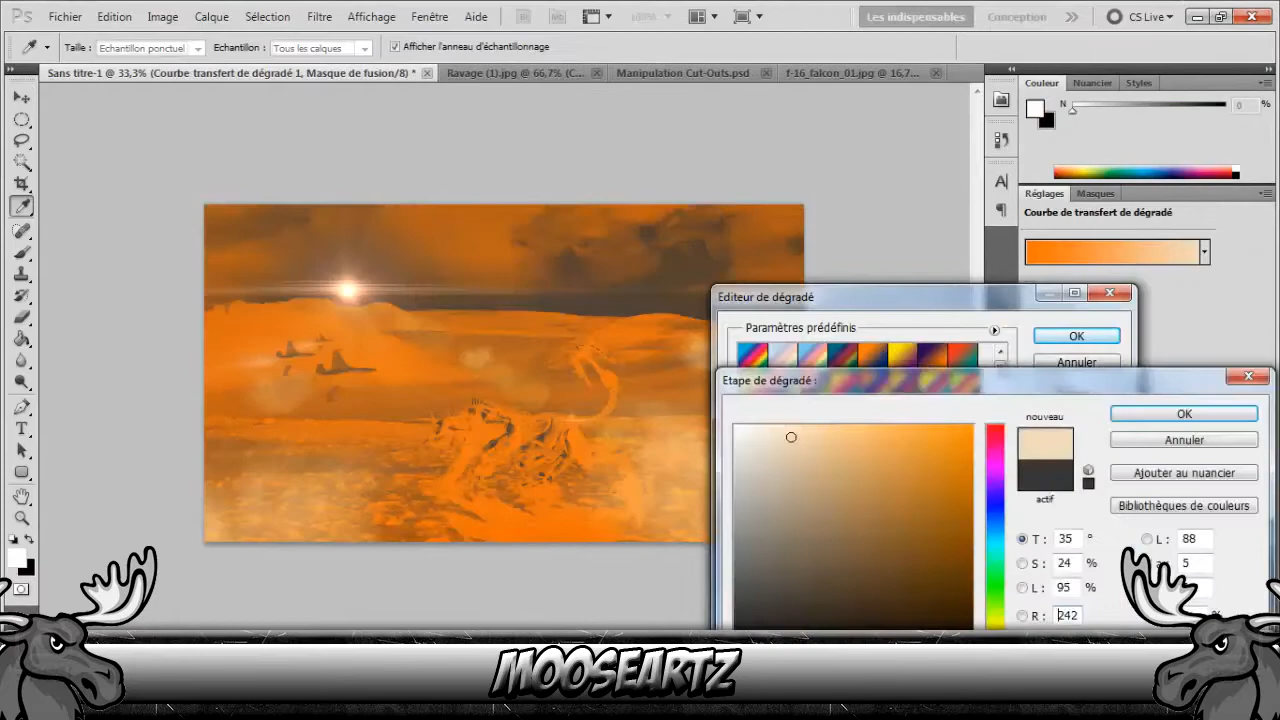 Ps Fichier Edition Image Calque Sélection Filtre Affichage Fenêtre Aide Les indispensables Conception CS Live
Taille : Echantillon ponctuel Echantillon : Tous les calques Afficher l'anneau d'échantillonnage
Sans titre-1 @ 33,3% (Courbe transfert de dégradé 1, Masque de fusion/8) * Ravage (1).jpg @ 66,7% (C... Manipulation Cut-Outs.psd f-16_falcon_01.jpg @ 16,7...
Couleur Nuancier Styles
N 0 %
Réglages Masques
Courbe de transfert de dégradé
Editeur de dégradé
Paramètres prédéfinis
OK
Annuler
Etape de dégradé :
nouveau
OK
Annuler
Ajouter au nuancier
actif
Bibliothèques de couleurs
T : 35 ° L : 88
S : 24 % a 5
L : 95 %
R : 242 %
MOOSEARTZ